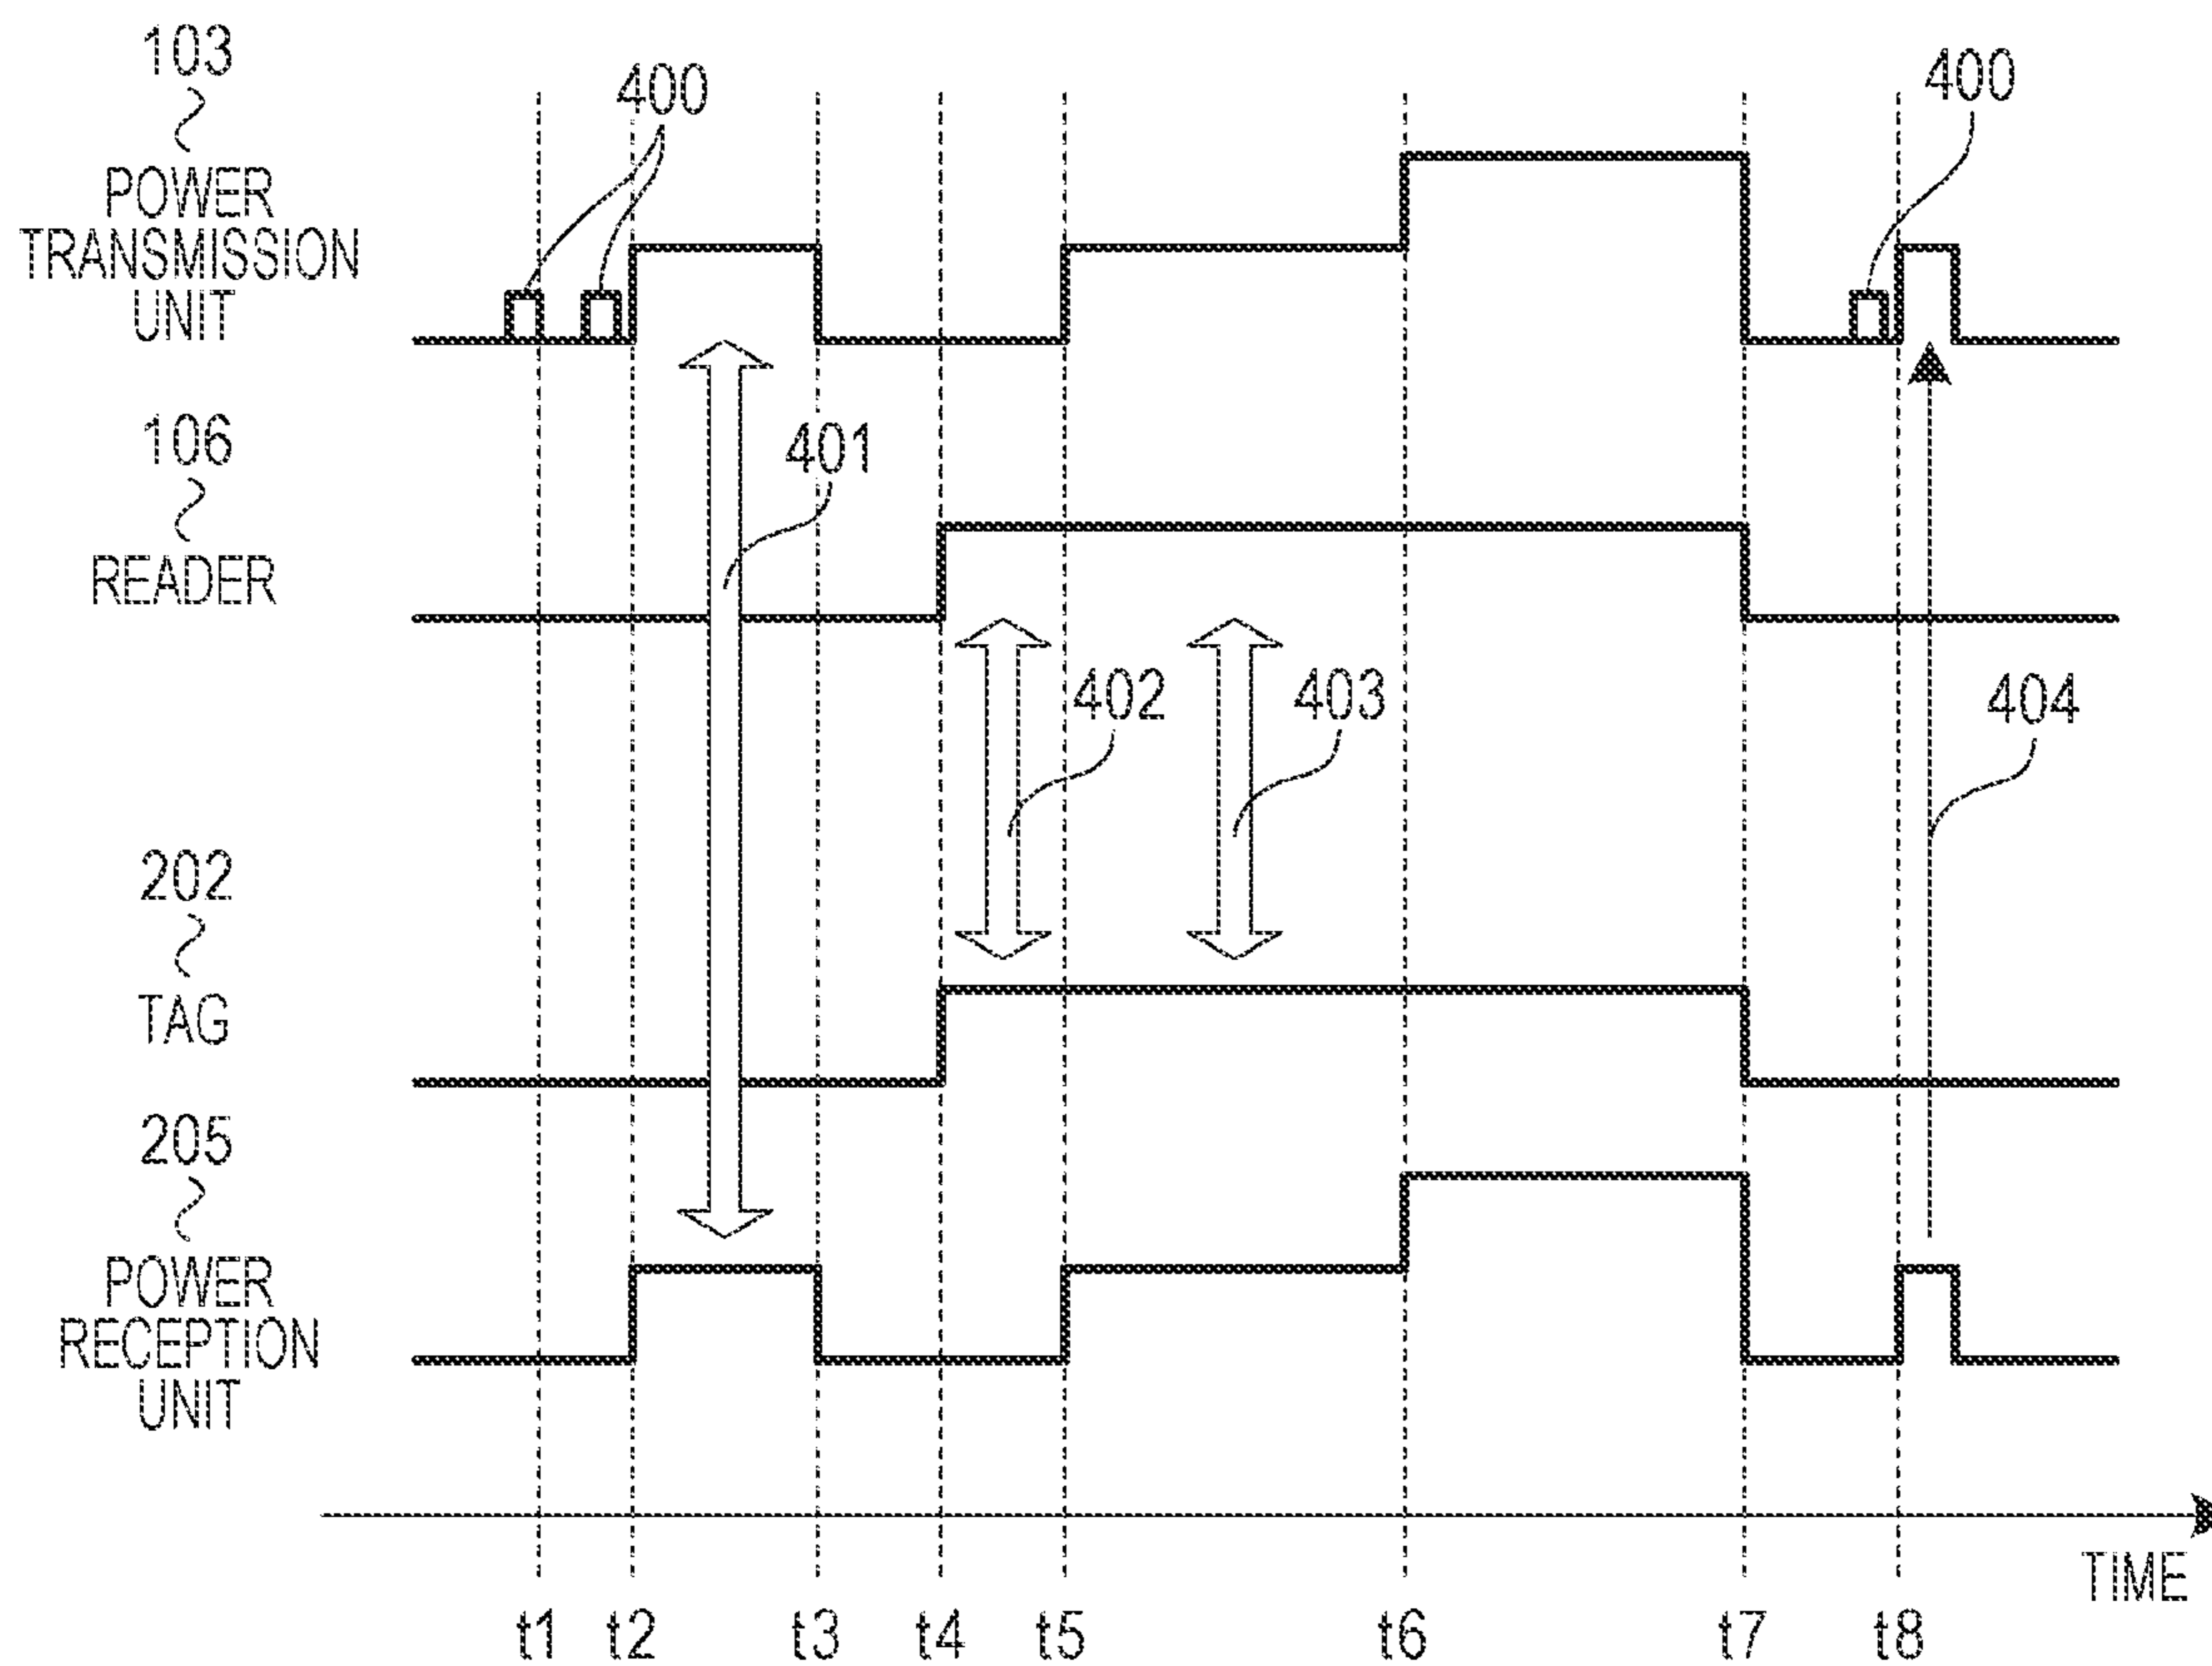 103
POWER
TRANSMISSION
UNIT
400
400
106
READER
401
402
403
404
202
TAG
205
POWER
RECEPTION
UNIT
TIME
t1 t2 t3 t4 t5 t6 t7 t8